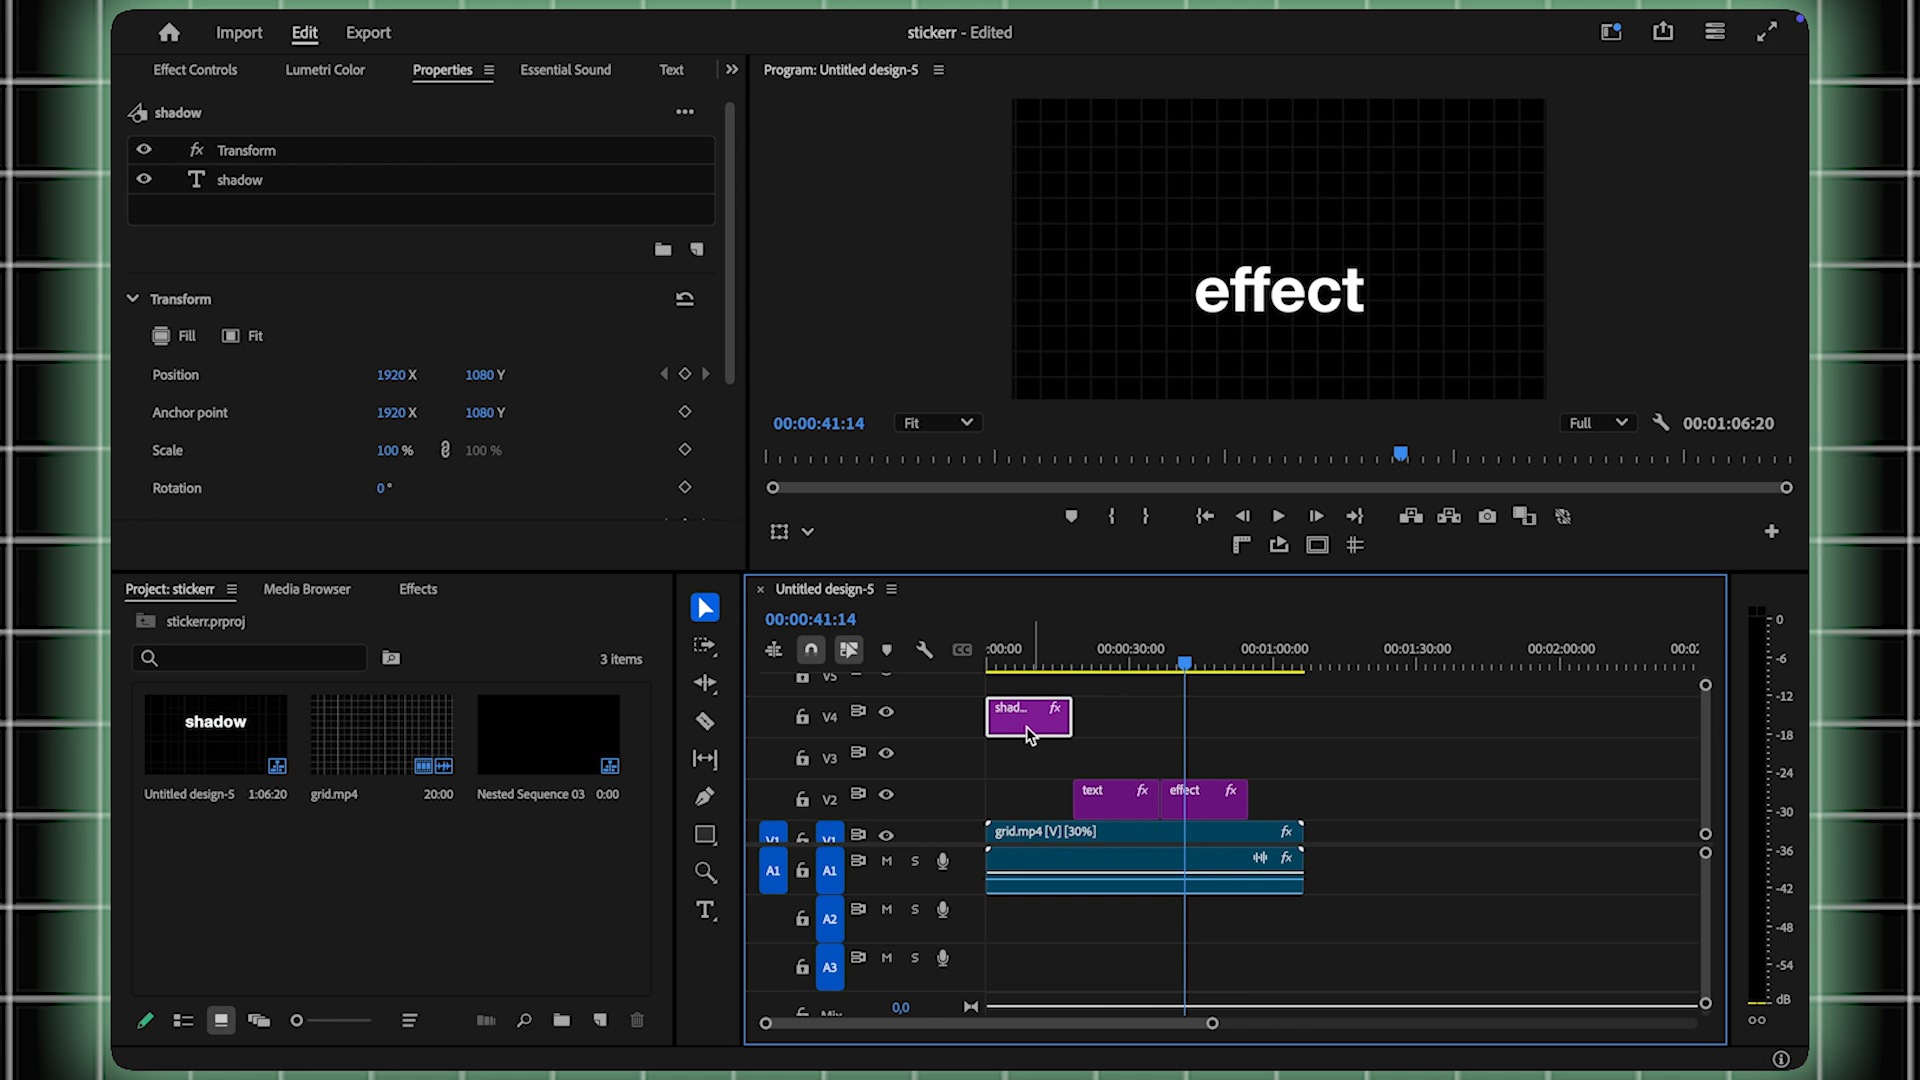 Import Edit Export
stickerr - Edited
Effect Controls Lumetri Color Properties Essential Sound Text
Program: Untitled design-5
shadow
fx Transform
shadow
effect
Transform
Fill Fit
Position 1920 X 1080 Y
Anchor point 1920 X 1080 Y
Scale 100 % 100 %
Rotation 0°
00:00:41:14 Fit Full 00:01:06:20
Project: stickerr Media Browser Effects
stickerr.prproj
3 items
shadow
Untitled design-5 1:06:20
grid.mp4 20:00
Nested Sequence 03 0:00
Untitled design-5
00:00:41:14
CC
:00:00 00:00:30:00 00:01:00:00 00:01:30:00 00:02:00:00 00:02:
V5
V4 shad... fx
V3
V2 text fx effect fx
V1 V1 grid.mp4 [V] [30%] fx
A1 A1 M S fx
A2 M S
A3 M S
Mix 0,0
0
-6
-12
-18
-24
-30
-36
-42
-48
-54
dB